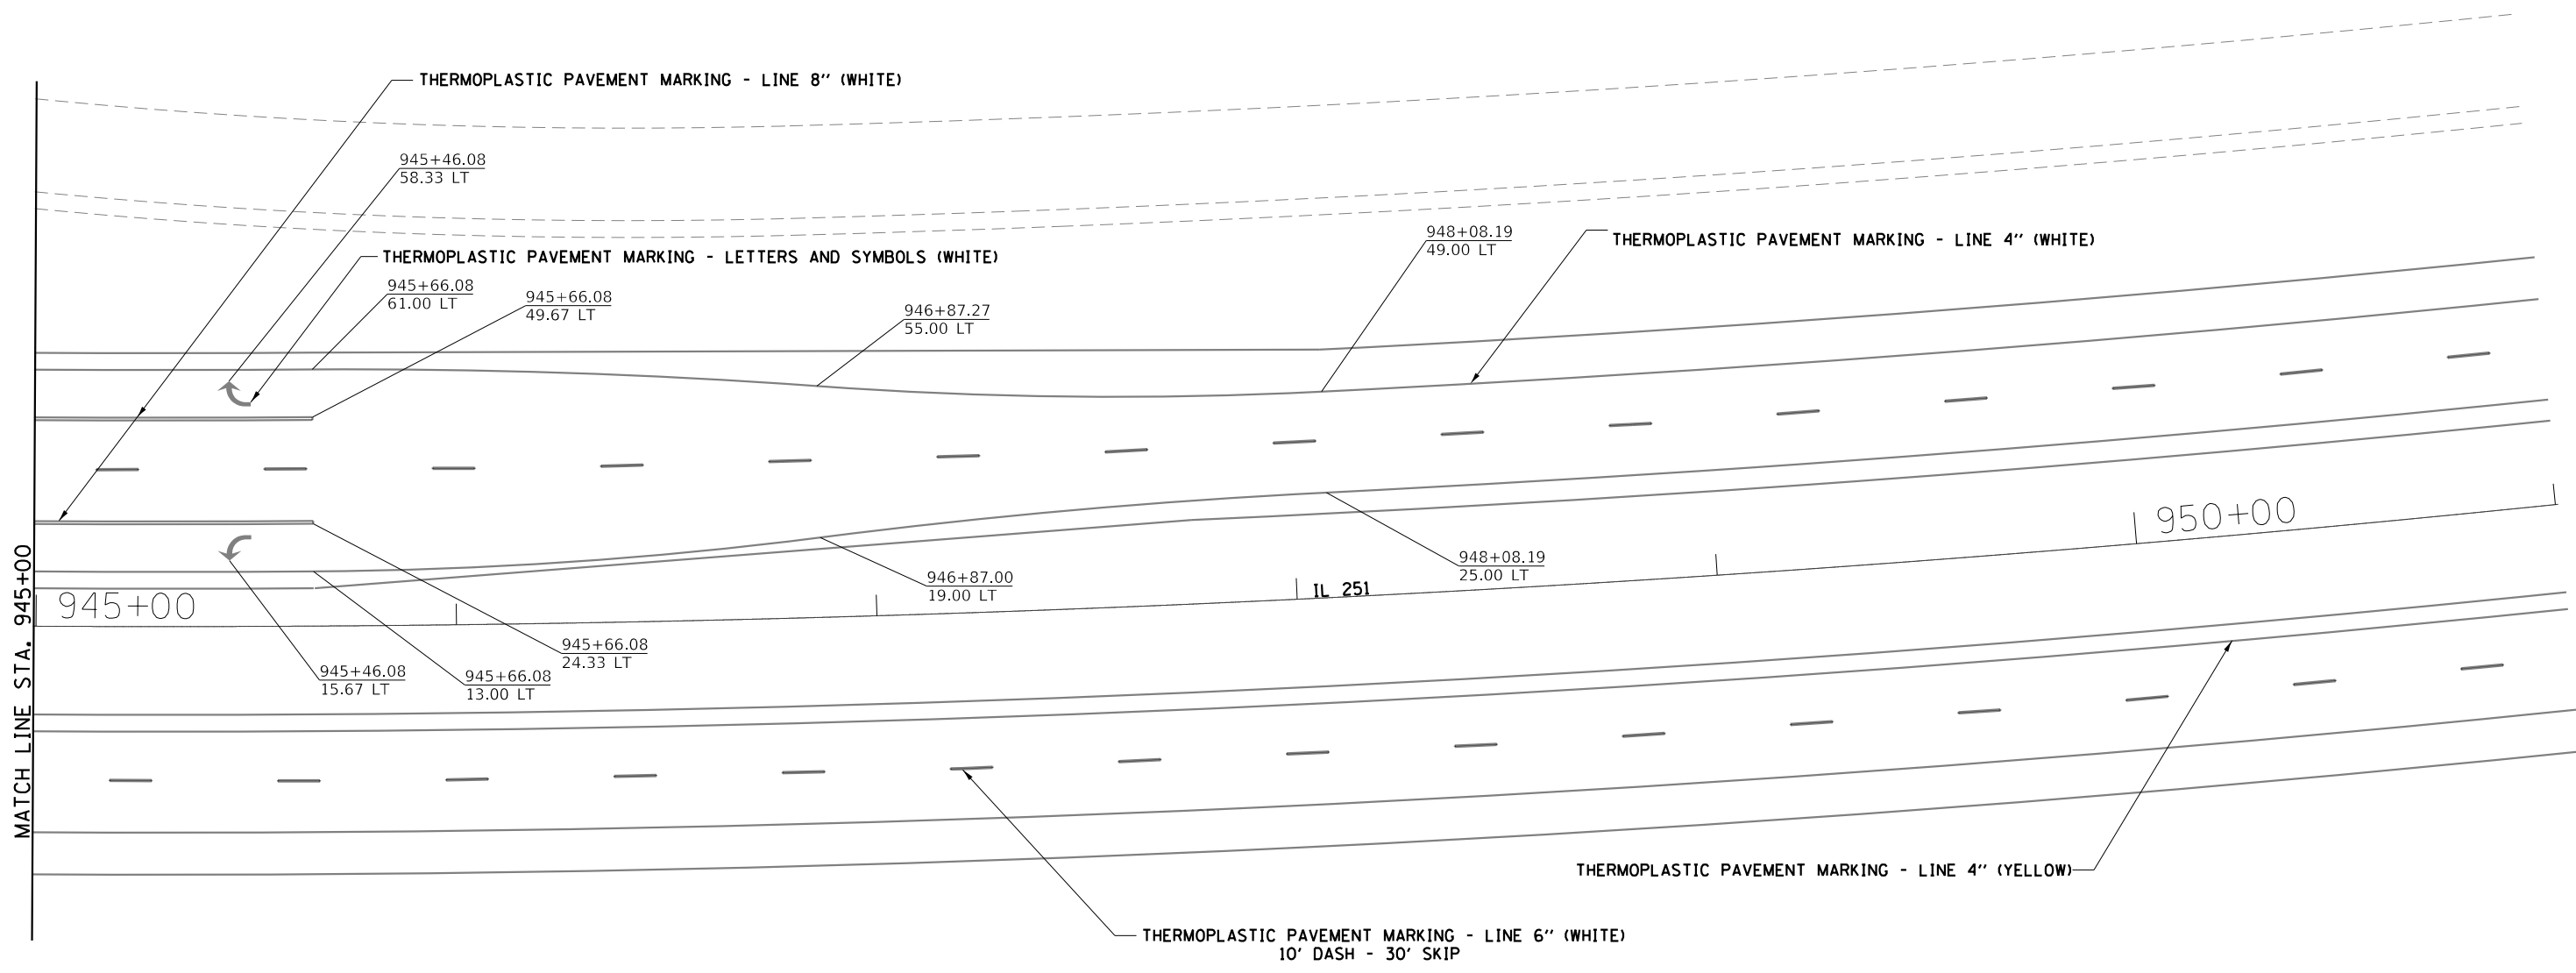 THERMOPLASTIC PAVEMENT MARKING - LINE 8" (WHITE)
945+46.08
58.33 LT
THERMOPLASTIC PAVEMENT MARKING - LETTERS AND SYMBOLS (WHITE)
945+66.08
61.00 LT
945+66.08
49.67 LT
946+87.27
55.00 LT
948+08.19
49.00 LT
THERMOPLASTIC PAVEMENT MARKING - LINE 4" (WHITE)
950+00
948+08.19
25.00 LT
IL 251
946+87.00
19.00 LT
945+00
MATCH LINE STA. 945+00
945+66.08
24.33 LT
945+46.08
15.67 LT
945+66.08
13.00 LT
THERMOPLASTIC PAVEMENT MARKING - LINE 4" (YELLOW)
THERMOPLASTIC PAVEMENT MARKING - LINE 6" (WHITE)
10' DASH - 30' SKIP